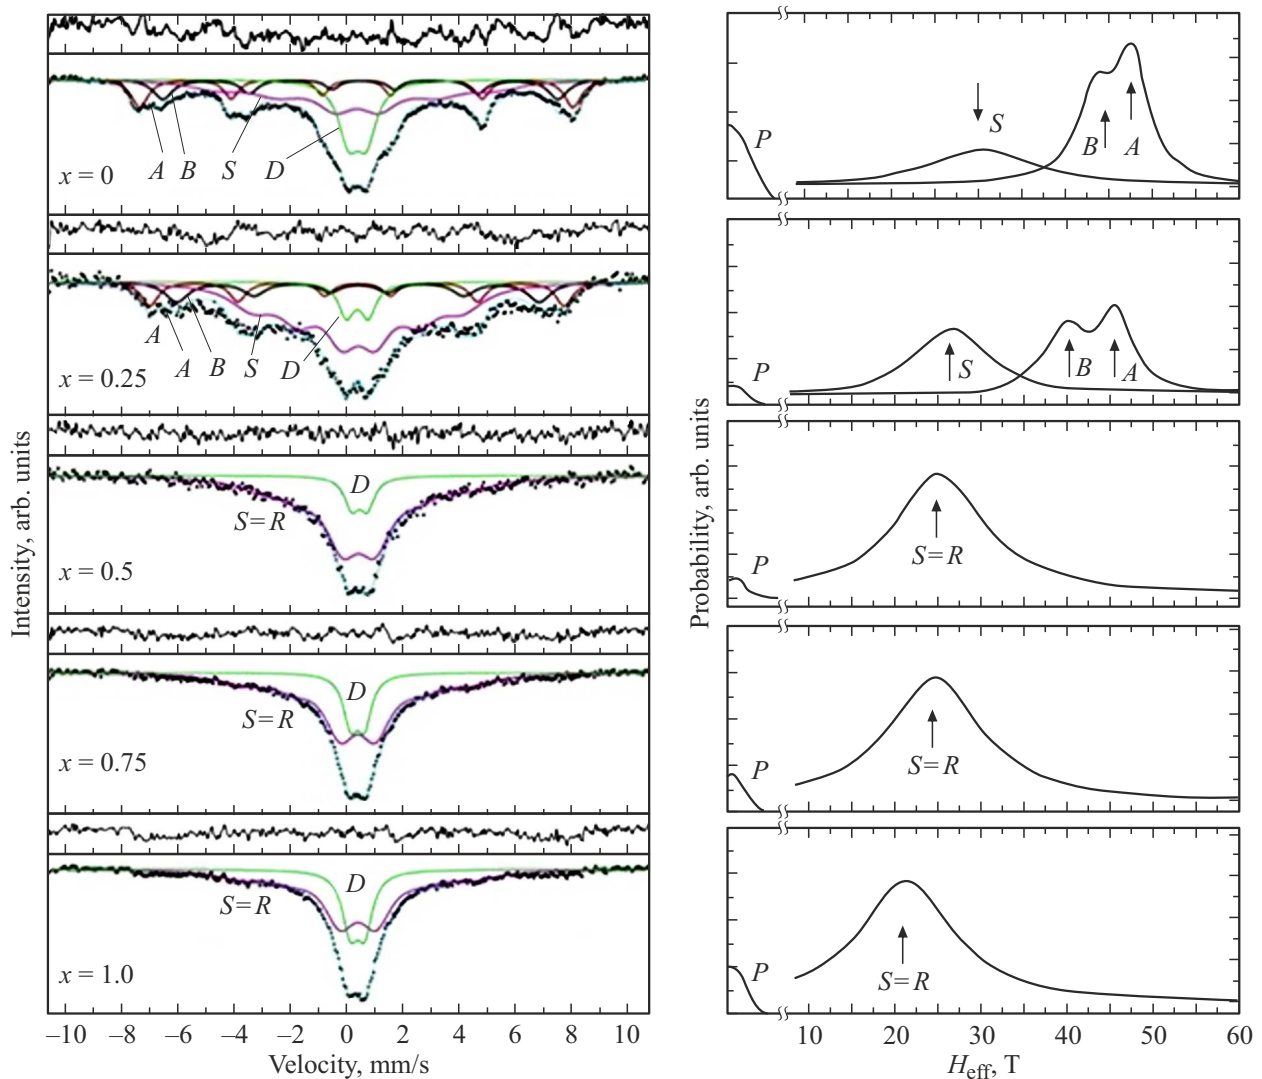 A B S D
x = 0
A
A B S D
x = 0.25
D
S=R
x = 0.5
D
S=R
x = 0.75
D
S=R
x = 1.0
–10 –8 –6 –4 –2 0 2 4 6 8 10
Velocity, mm/s
Intensity, arb. units
P S B A
P S B A
P S=R
P S=R
P S=R
10 20 30 40 50 60
Heff, T
Probability, arb. units